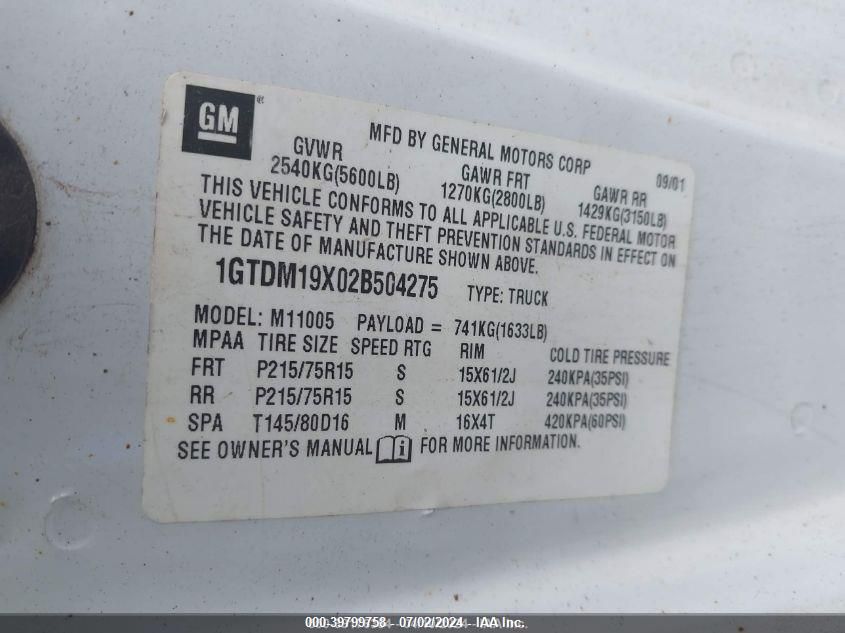 GM®
MFD BY GENERAL MOTORS CORP 09/01
GVWR GAWR FRT GAWR RR
2540KG(5600LB) 1270KG(2800LB) 1429KG(3150LB)
THIS VEHICLE CONFORMS TO ALL APPLICABLE U.S. FEDERAL MOTOR
VEHICLE SAFETY AND THEFT PREVENTION STANDARDS IN EFFECT ON
THE DATE OF MANUFACTURE SHOWN ABOVE.
1GTDM19X02B504275 TYPE: TRUCK
MODEL: M11005 PAYLOAD = 741KG(1633LB)
MPAA TIRE SIZE SPEED RTG RIM COLD TIRE PRESSURE
FRT P215/75R15 S 15X61/2J 240KPA(35PSI)
RR P215/75R15 S 15X61/2J 240KPA(35PSI)
SPA T145/80D16 M 16X4T 420KPA(60PSI)
SEE OWNER'S MANUAL i FOR MORE INFORMATION.
000-39799758 - 07/02/2024 - IAA Inc.